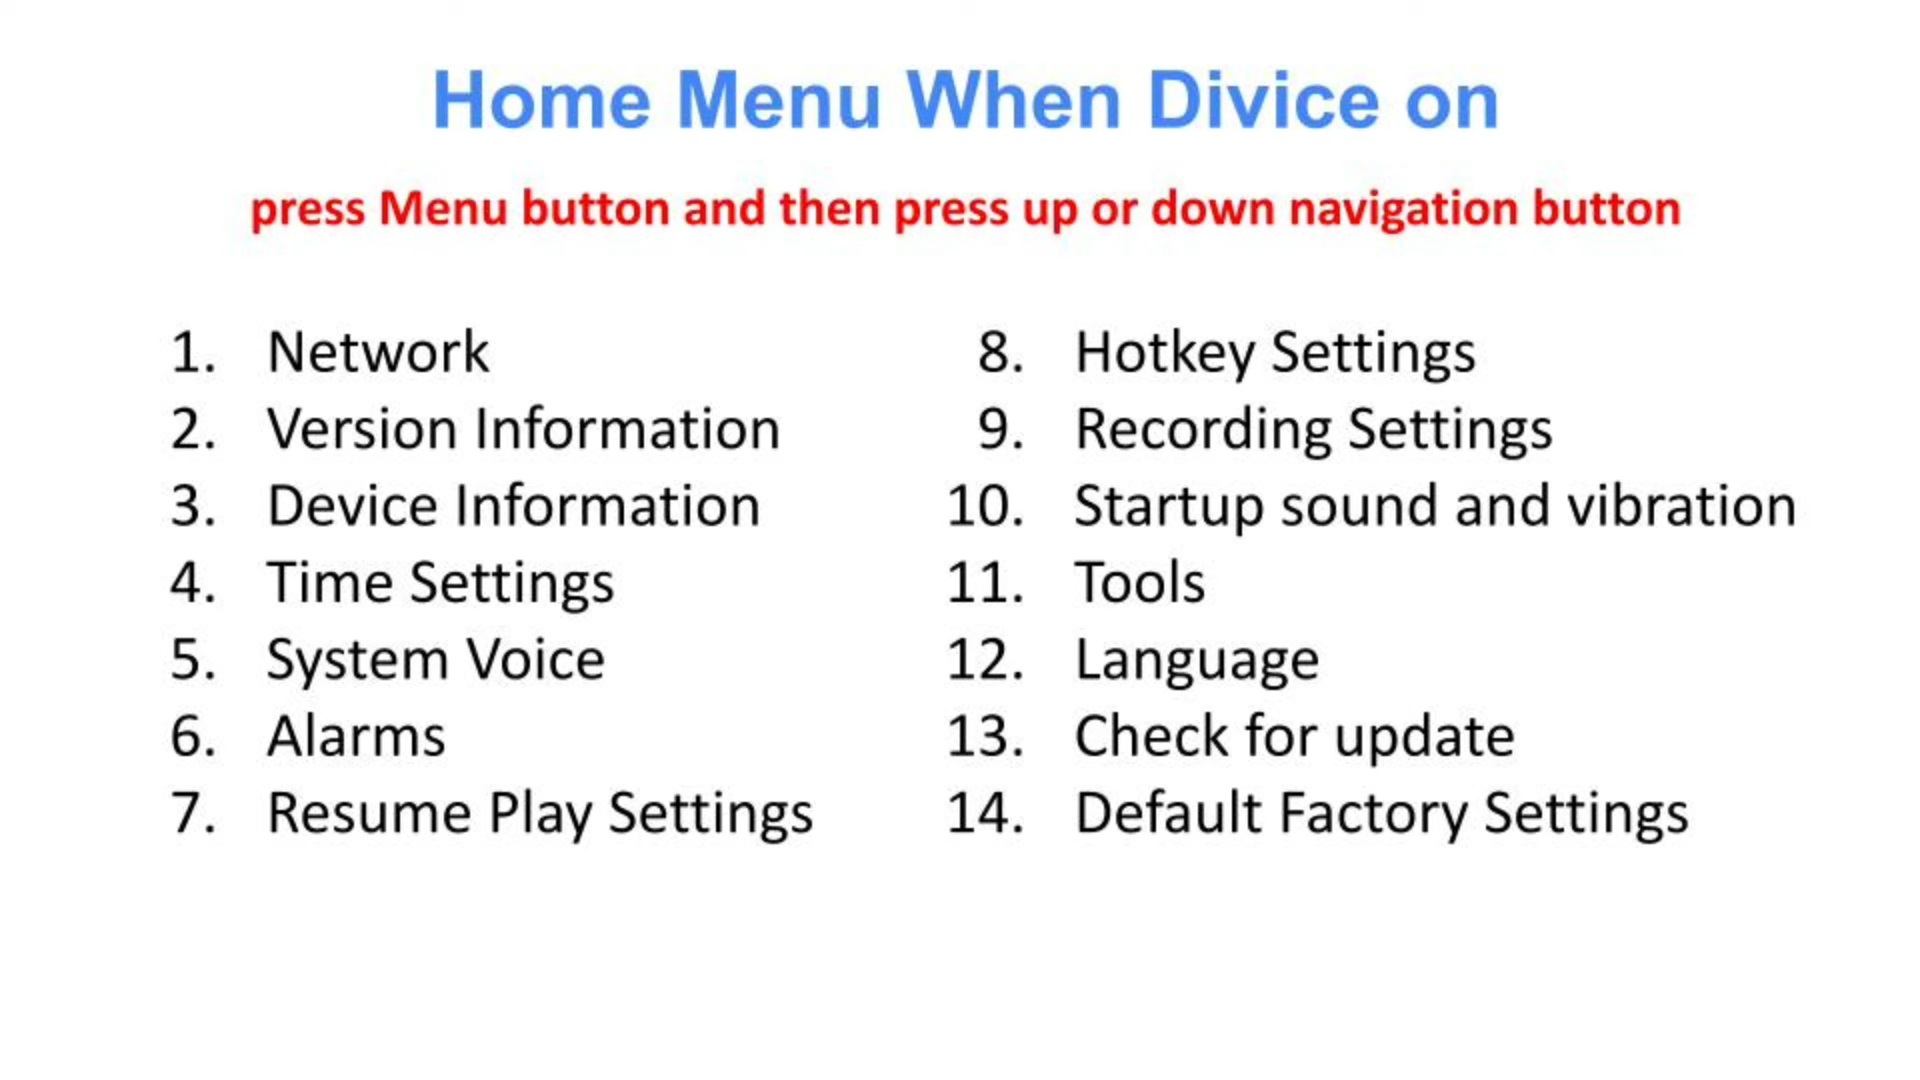 Home Menu When Divice on
press Menu button and then press up or down navigation button
1. Network
2. Version Information
3. Device Information
4. Time Settings
5. System Voice
6. Alarms
7. Resume Play Settings
8. Hotkey Settings
9. Recording Settings
10. Startup sound and vibration
11. Tools
12. Language
13. Check for update
14. Default Factory Settings